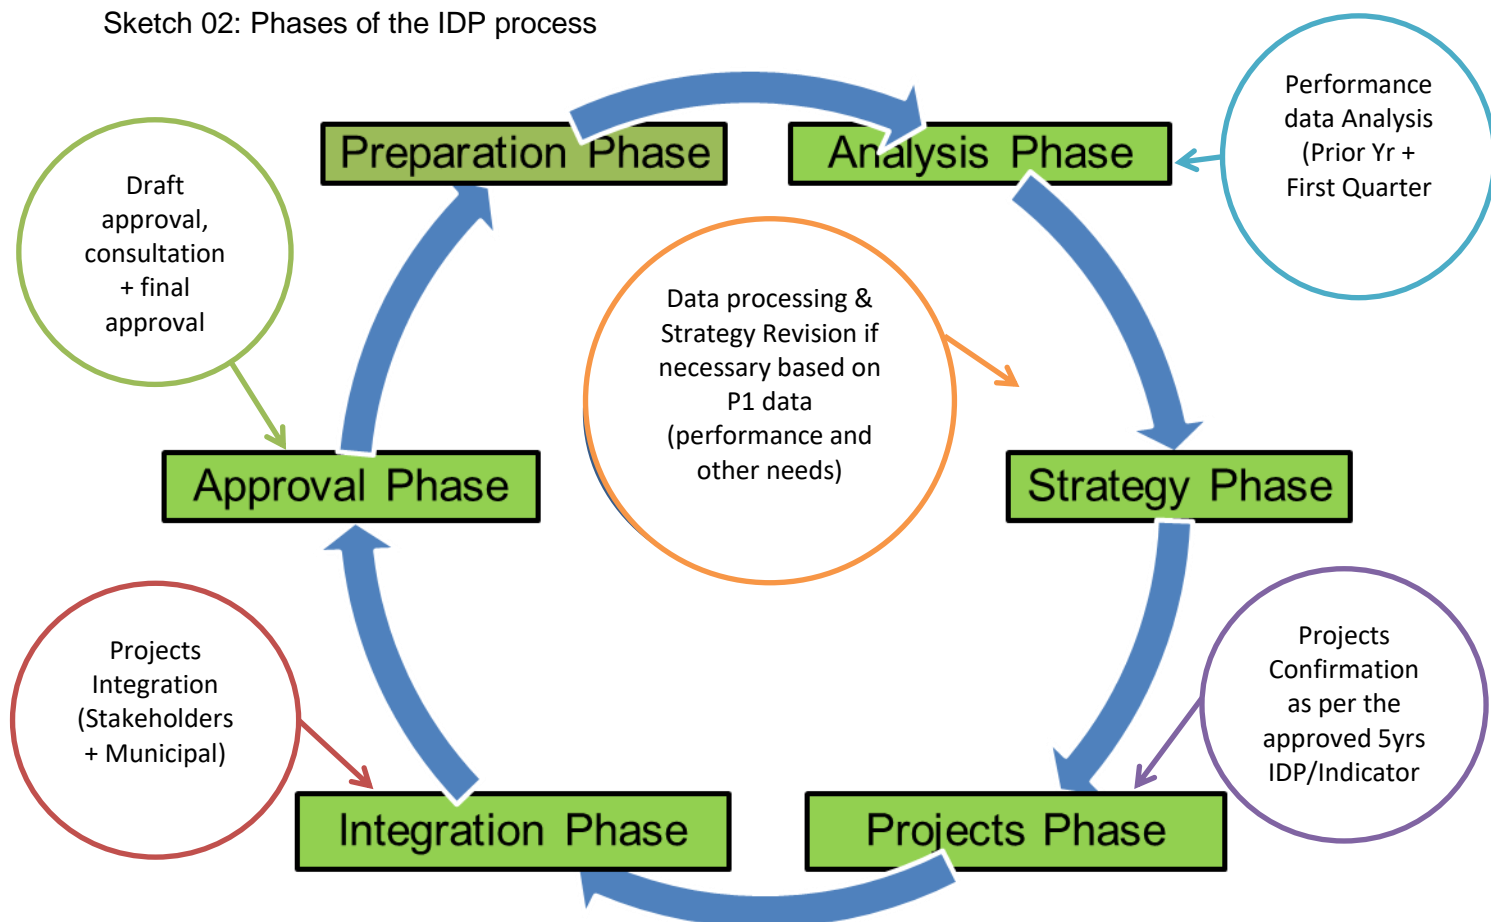 Sketch 02: Phases of the IDP process
Preparation Phase
Analysis Phase
Performance
data Analysis
(Prior Yr +
First Quarter
Draft
approval,
consultation
+ final
approval
Data processing &
Strategy Revision if
necessary based on
P1 data
(performance and
other needs)
Approval Phase
Strategy Phase
Projects
Integration
(Stakeholders
+ Municipal)
Projects
Confirmation
as per the
approved 5yrs
IDP/Indicator
Integration Phase
Projects Phase